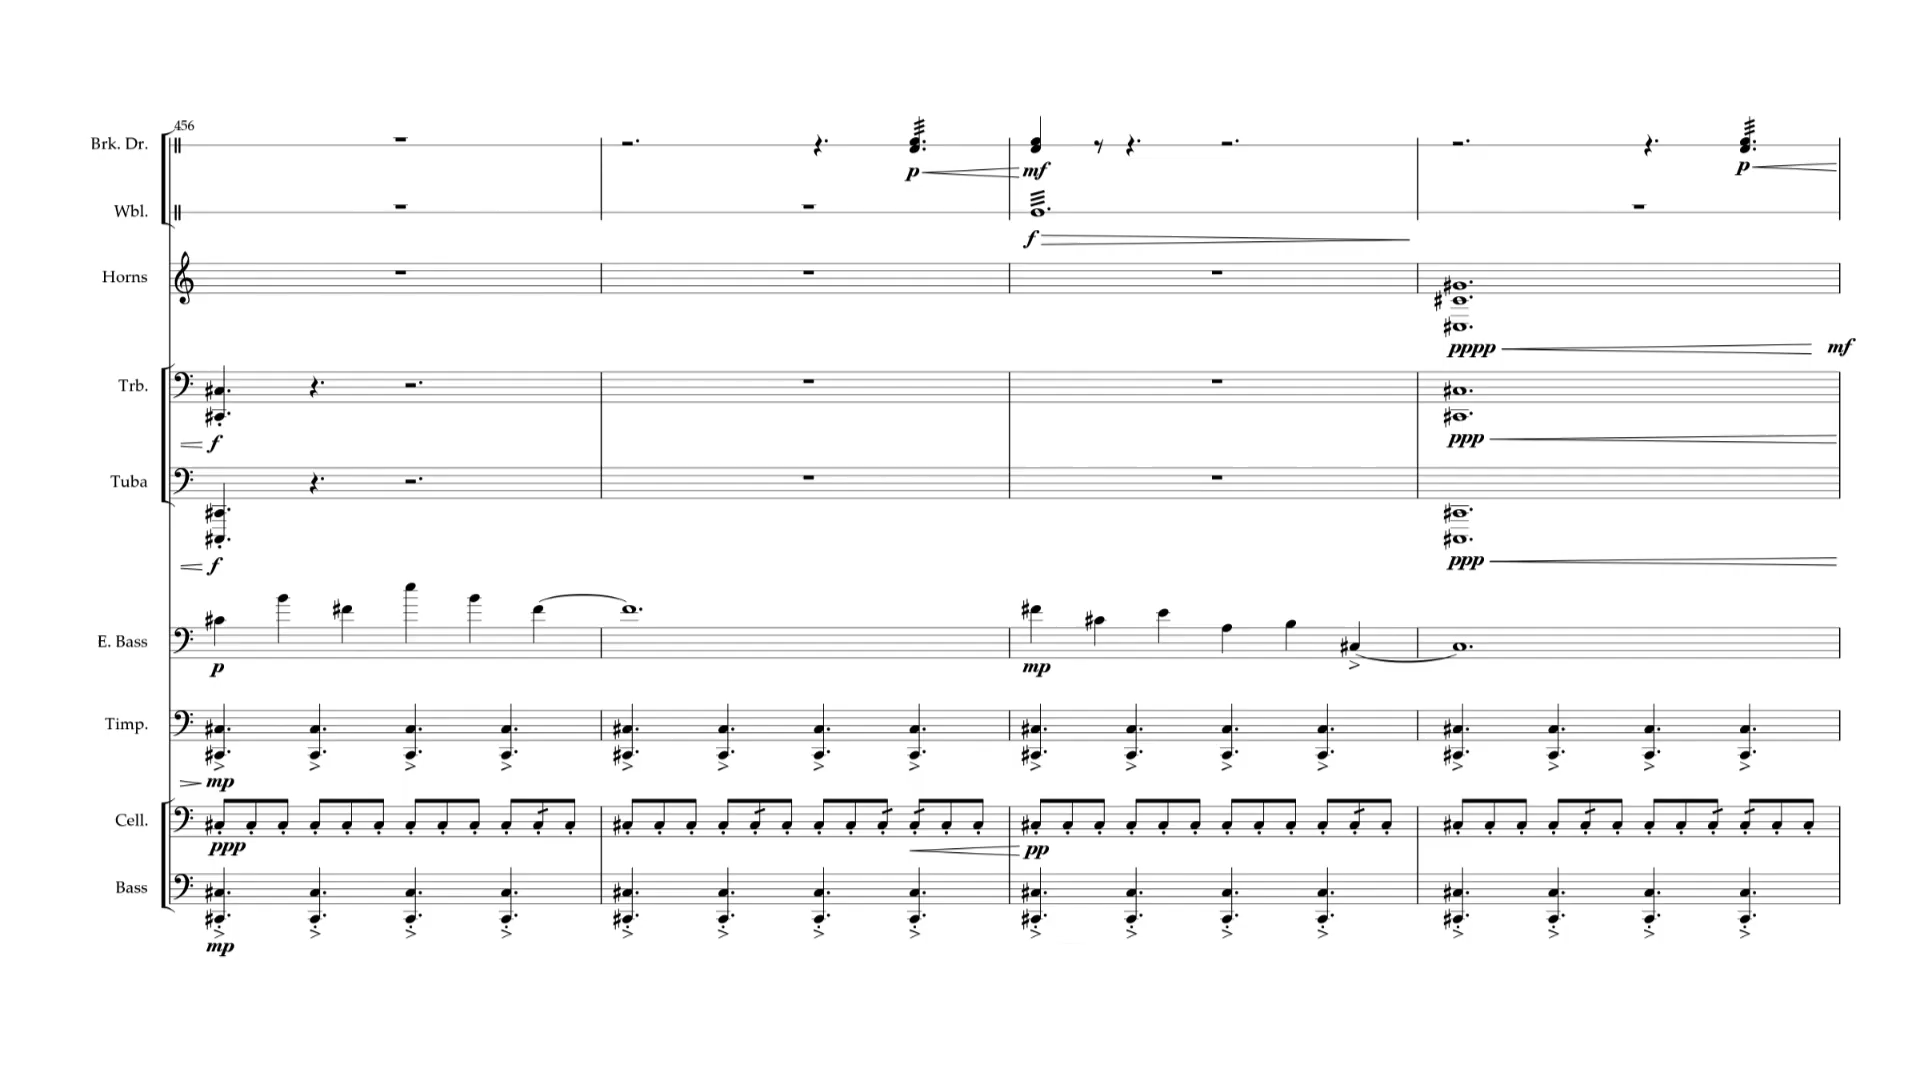 456
Brk. Dr.
p mf p
Wbl.
f
Horns
pppp mf
Trb.
f ppp
Tuba
f ppp
E. Bass
p mp
Timp.
mp
Cell.
ppp pp
Bass
mp